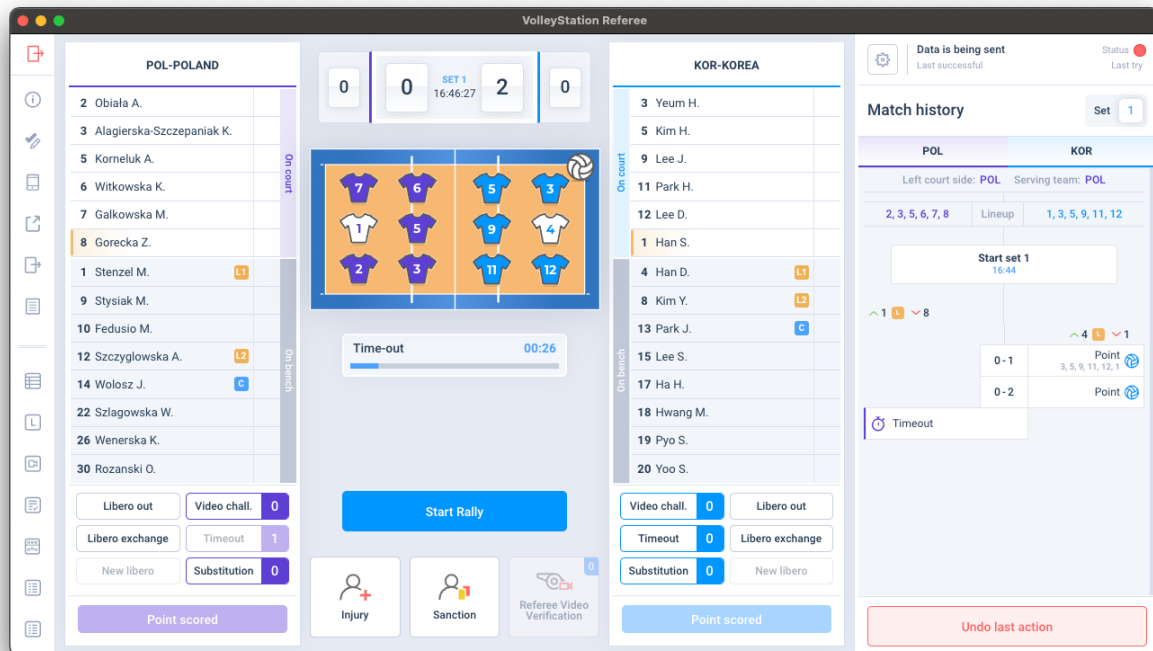 VolleyStation Referee
POL-POLAND
2 Obiała A.
3 Alagierska-Szczepaniak K.
5 Korneluk A.
6 Witkowska K.
7 Galkowska M.
8 Gorecka Z.
On court
1 Stenzel M. L1
9 Stysiak M.
10 Fedusio M.
12 Szczyglowska A. L2
14 Wolosz J. C
22 Szlagowska W.
26 Wenerska K.
30 Rozanski O.
On bench
Libero out
Video chall. 0
Libero exchange
Timeout 1
New libero
Substitution 0
Point scored
0
0
SET 1
16:46:27
2
0
7 6 5 3
1 5 9 4
2 3 11 12
Time-out 00:26
Start Rally
Injury
Sanction
0
Referee Video
Verification
KOR-KOREA
On court
3 Yeum H.
5 Kim H.
9 Lee J.
11 Park H.
12 Lee D.
1 Han S.
On bench
4 Han D. L1
8 Kim Y. L2
13 Park J. C
15 Lee S.
17 Ha H.
18 Hwang M.
19 Pyo S.
20 Yoo S.
Video chall. 0
Libero out
Timeout 0
Libero exchange
Substitution 0
New libero
Point scored
Data is being sent
Last successful
Status
Last try
Match history
Set 1
POL KOR
Left court side: POL Serving team: POL
2, 3, 5, 6, 7, 8 Lineup 1, 3, 5, 9, 11, 12
Start set 1
16:44
1 L 8
4 L 1
0 - 1 Point
3, 5, 9, 11, 12, 1
0 - 2 Point
Timeout
Undo last action
L